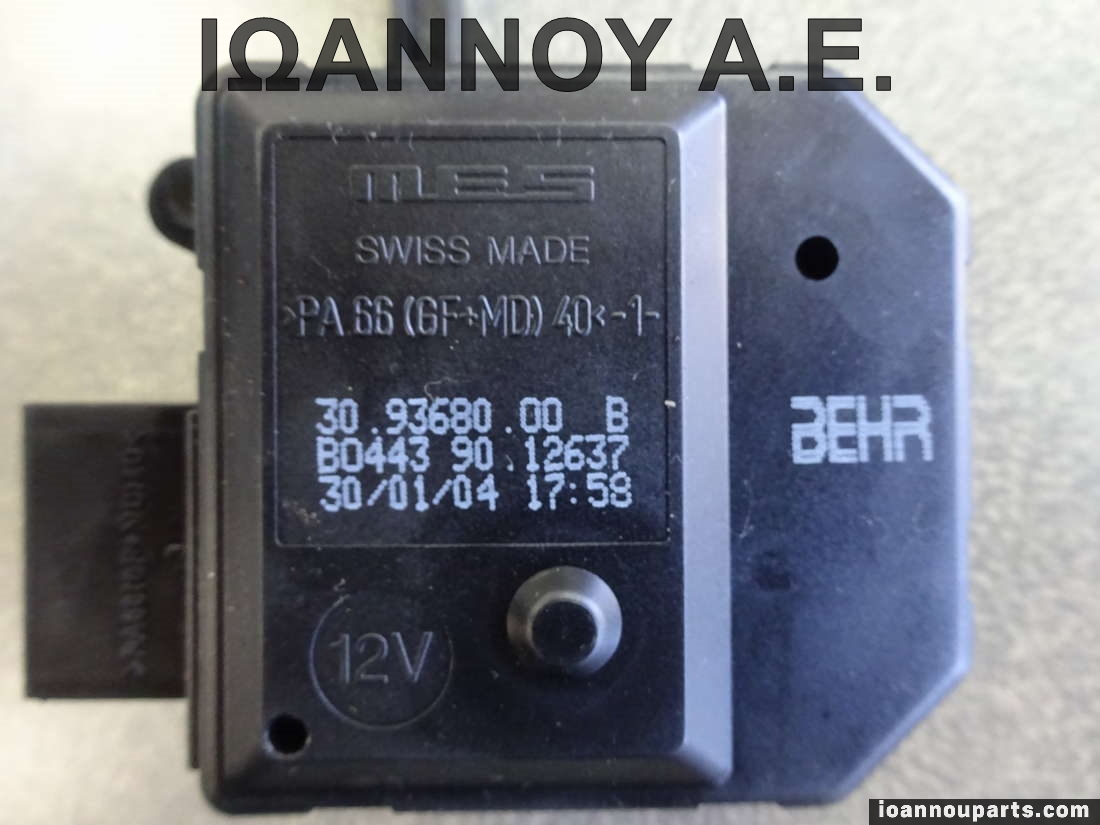 ΙΩΑΝΝΟΥ Α.Ε.
MES
SWISS MADE
>PA.66 (GF+MD) 40< -1-
30.93680.00 B
B0443 90.12637
30/01/04 17:58
BEHR
12V
ioannouparts.com